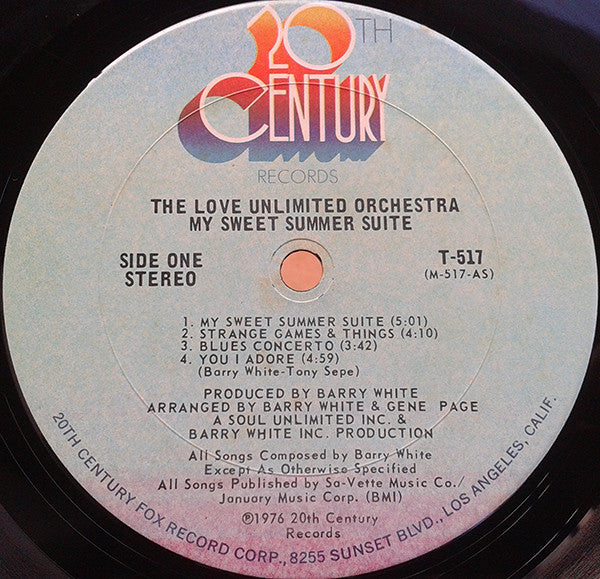 20TH
CENTURY
RECORDS
THE LOVE UNLIMITED ORCHESTRA
MY SWEET SUMMER SUITE
SIDE ONE
STEREO
T-517
(M-517-AS)
1. MY SWEET SUMMER SUITE (5:01)
2. STRANGE GAMES & THINGS (4:10)
3. BLUES CONCERTO (3:42)
4. YOU I ADORE (4:59)
(Barry White-Tony Sepe)
PRODUCED BY BARRY WHITE
ARRANGED BY BARRY WHITE & GENE PAGE
A SOUL UNLIMITED INC. &
BARRY WHITE INC. PRODUCTION
All Songs Composed by Barry White
Except As Otherwise Specified
All Songs Published by Sa-Vette Music Co./
January Music Corp. (BMI)
℗1976 20th Century
Records
20TH CENTURY FOX RECORD CORP., 8255 SUNSET BLVD., LOS ANGELES, CALIF.